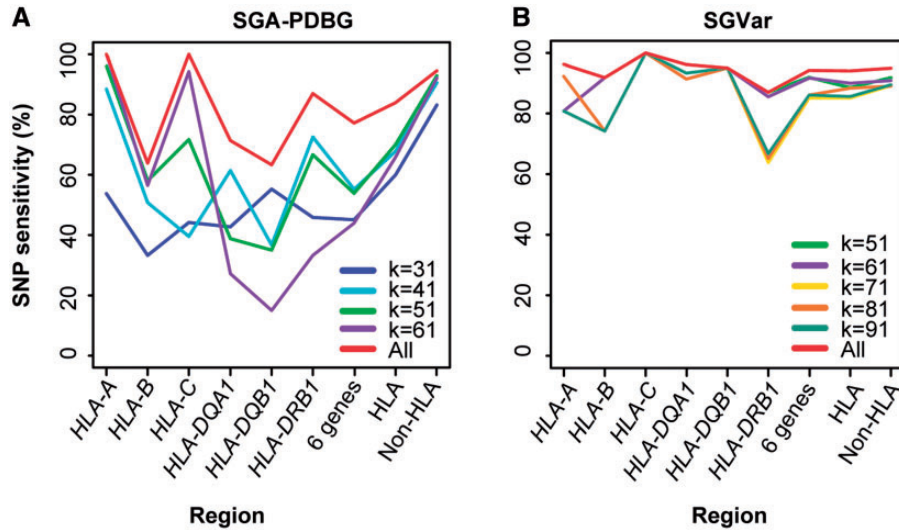 A
SGA-PDBG
SNP sensitivity (%)
100
80
60
40
20
0
k=31
k=41
k=51
k=61
All
HLA-A
HLA-B
HLA-C
HLA-DQA1
HLA-DQB1
HLA-DRB1
6 genes
HLA
Non-HLA
Region
B
SGVar
100
80
60
40
20
0
k=51
k=61
k=71
k=81
k=91
All
HLA-A
HLA-B
HLA-C
HLA-DQA1
HLA-DQB1
HLA-DRB1
6 genes
HLA
Non-HLA
Region